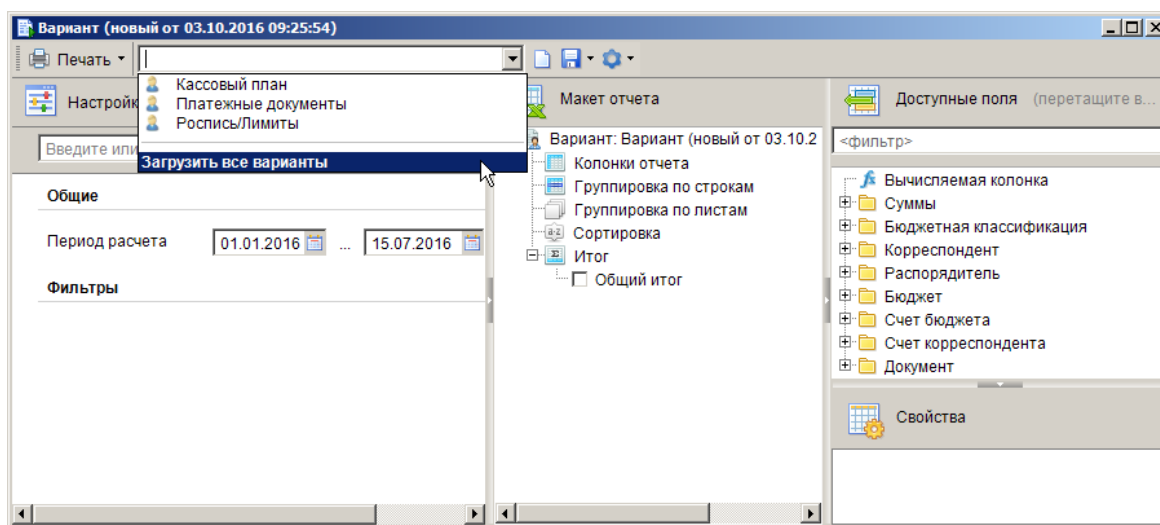 Вариант (новый от 03.10.2016 09:25:54)
Печать
Кассовый план
Платежные документы
Роспись/Лимиты
Загрузить все варианты
Настройк
Введите или
Общие
Период расчета 01.01.2016 ... 15.07.2016
Фильтры
Макет отчета
Вариант: Вариант (новый от 03.10.2
Колонки отчета
Группировка по строкам
Группировка по листам
Сортировка
Итог
Общий итог
Доступные поля (перетащите в...
<фильтр>
Вычисляемая колонка
Суммы
Бюджетная классификация
Корреспондент
Распорядитель
Бюджет
Счет бюджета
Счет корреспондента
Документ
Свойства